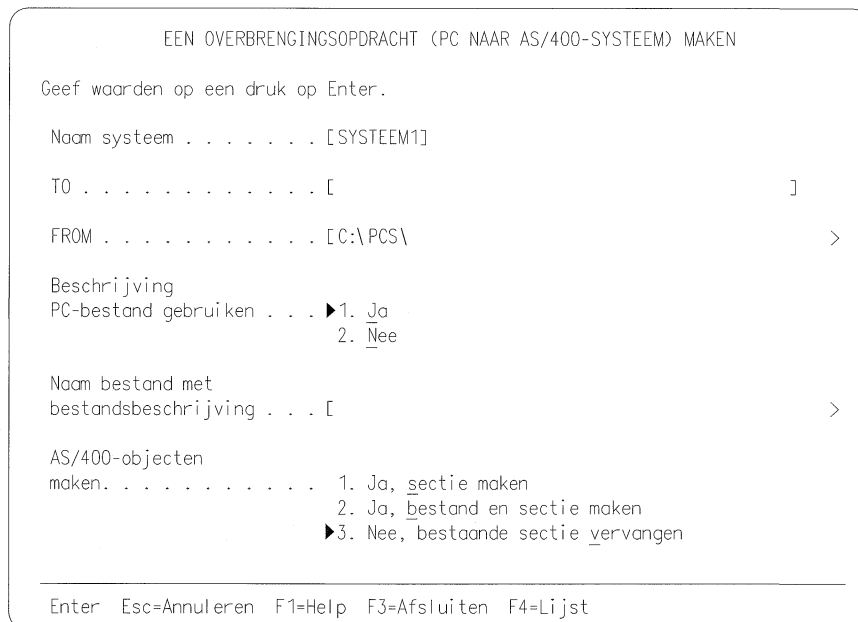 EEN OVERBRENGINGSOPDRACHT (PC NAAR AS/400-SYSTEEM) MAKEN
Geef waarden op een druk op Enter.
Naam systeem . . . . . . . [SYSTEEM1]
TO . . . . . . . . . . . . [ ]
FROM . . . . . . . . . . . [C:\PCS\ >
Beschrijving
PC-bestand gebruiken . . . ▶1. Ja
2. Nee
Naam bestand met
bestandsbeschrijving . . . [ >
AS/400-objecten
maken. . . . . . . . . . . 1. Ja, sectie maken
2. Ja, bestand en sectie maken
▶3. Nee, bestaande sectie vervangen
Enter Esc=Annuleren F1=Help F3=Afsluiten F4=Lijst